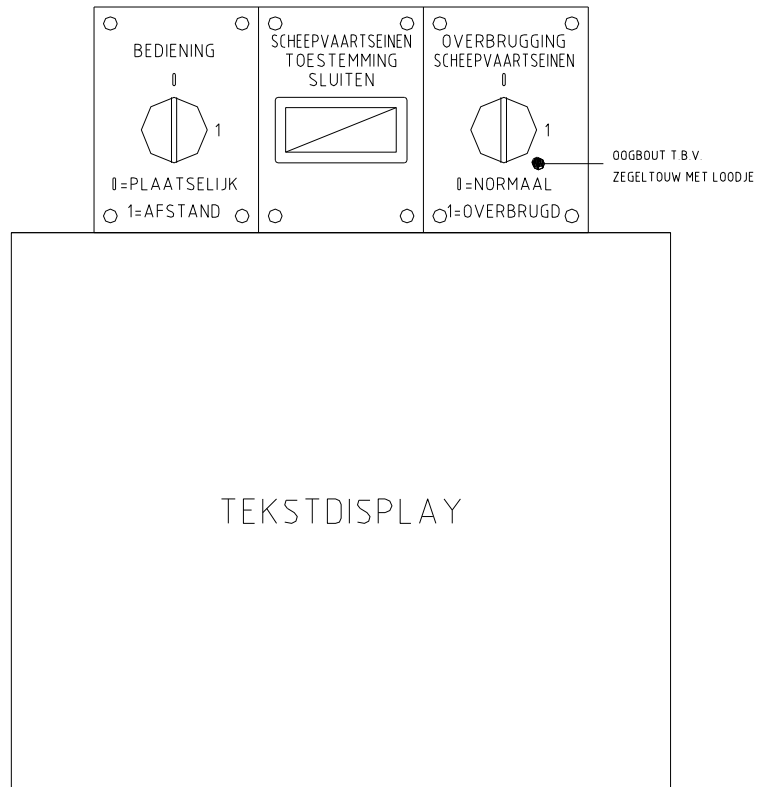 BEDIENING
0
1
0=PLAATSELIJK
1=AFSTAND
SCHEEPVAARTSEINEN
TOESTEMMING
SLUITEN
OVERBRUGGING
SCHEEPVAARTSEINEN
0
1
0=NORMAAL
1=OVERBRUGD
OOGBOUT T.B.V.
ZEGELTOUW MET LOODJE
TEKSTDISPLAY